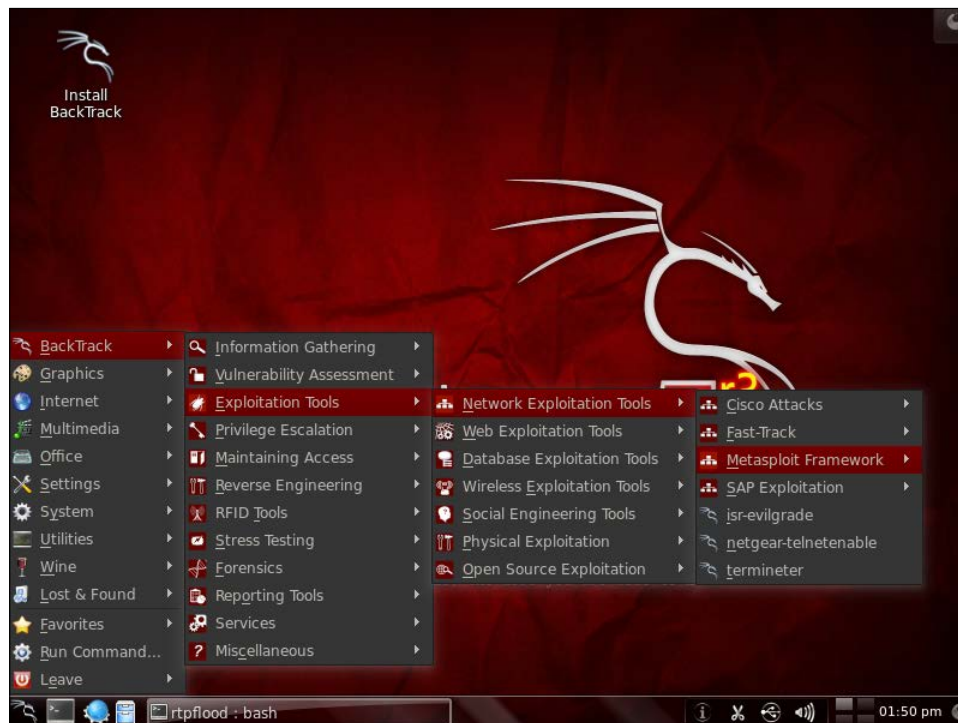 Install
BackTrack
BackTrack
Graphics
Internet
Multimedia
Office
Settings
System
Utilities
Wine
Lost & Found
Favorites
Run Command...
Leave
Information Gathering
Vulnerability Assessment
Exploitation Tools
Privilege Escalation
Maintaining Access
Reverse Engineering
RFID Tools
Stress Testing
Forensics
Reporting Tools
Services
Miscellaneous
Network Exploitation Tools
Web Exploitation Tools
Database Exploitation Tools
Wireless Exploitation Tools
Social Engineering Tools
Physical Exploitation
Open Source Exploitation
Cisco Attacks
Fast-Track
Metasploit Framework
SAP Exploitation
isr-evilgrade
netgear-telnetenable
termineter
rtpflood : bash
01:50 pm